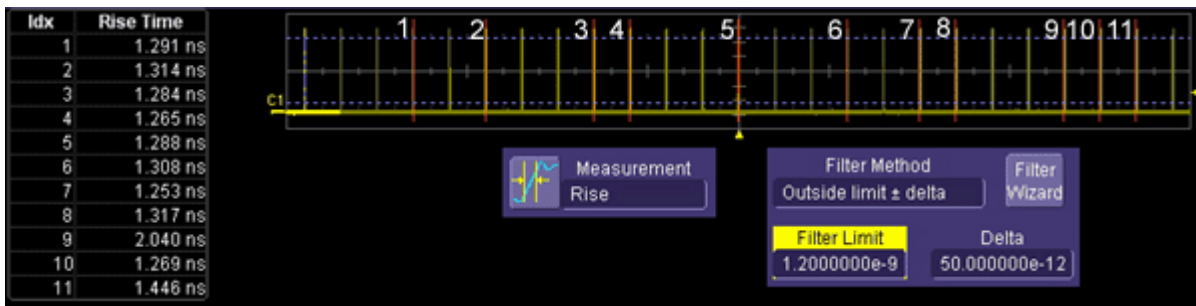 Idx Rise Time
1 1.291 ns
2 1.314 ns
3 1.284 ns
4 1.265 ns
5 1.288 ns
6 1.308 ns
7 1.253 ns
8 1.317 ns
9 2.040 ns
10 1.269 ns
11 1.446 ns
1 2 3 4 5 6 7 8 9 10 11
C1
Measurement
Rise
Filter Method
Outside limit ± delta
Filter Wizard
Filter Limit
1.2000000e-9
Delta
50.000000e-12